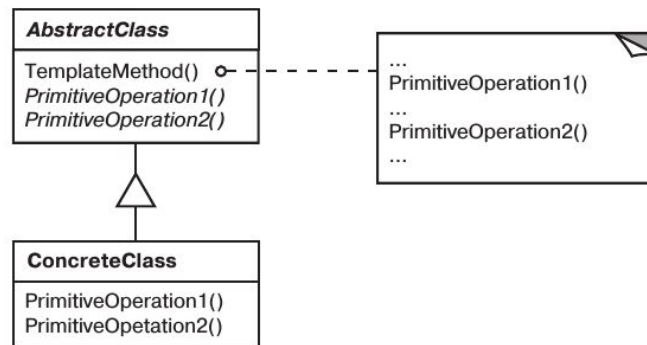 AbstractClass
TemplateMethod()
PrimitiveOperation1()
PrimitiveOperation2()
...
PrimitiveOperation1()
...
PrimitiveOperation2()
...
ConcreteClass
PrimitiveOperation1()
PrimitiveOpetation2()